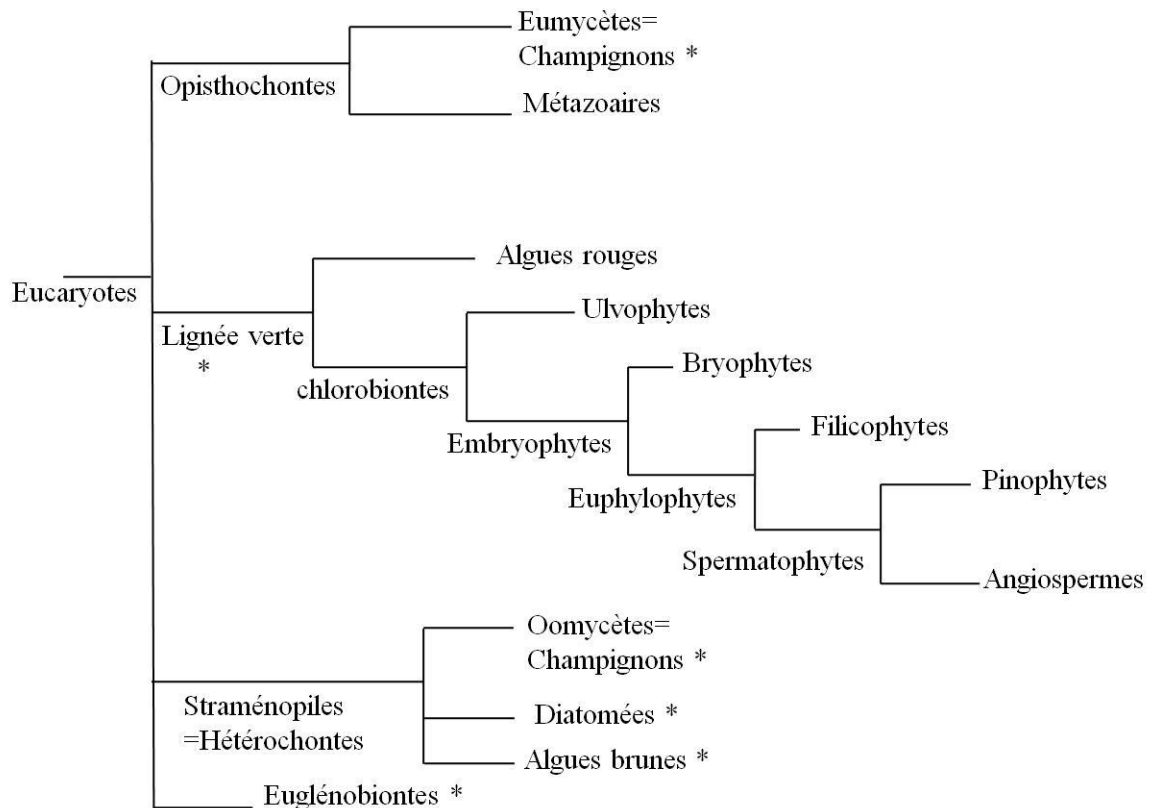 Eumycètes=
Champignons *
Opisthochontes
Métazoaires
Algues rouges
Eucaryotes
Ulvophytes
Lignée verte
*
Bryophytes
chlorobiontes
Filicophytes
Embryophytes
Pinophytes
Euphylophytes
Spermatophytes
Angiospermes
Oomycètes=
Champignons *
Straménopiles
=Hétérochontes
Diatomées *
Algues brunes *
Euglénobiontes *